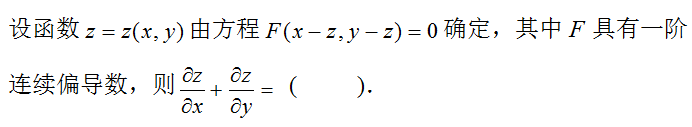 设函数 z = z(x, y) 由方程 F(x − z, y − z) = 0 确定，其中 F 具有一阶
连续偏导数，则 ∂z/∂x + ∂z/∂y = (      ).